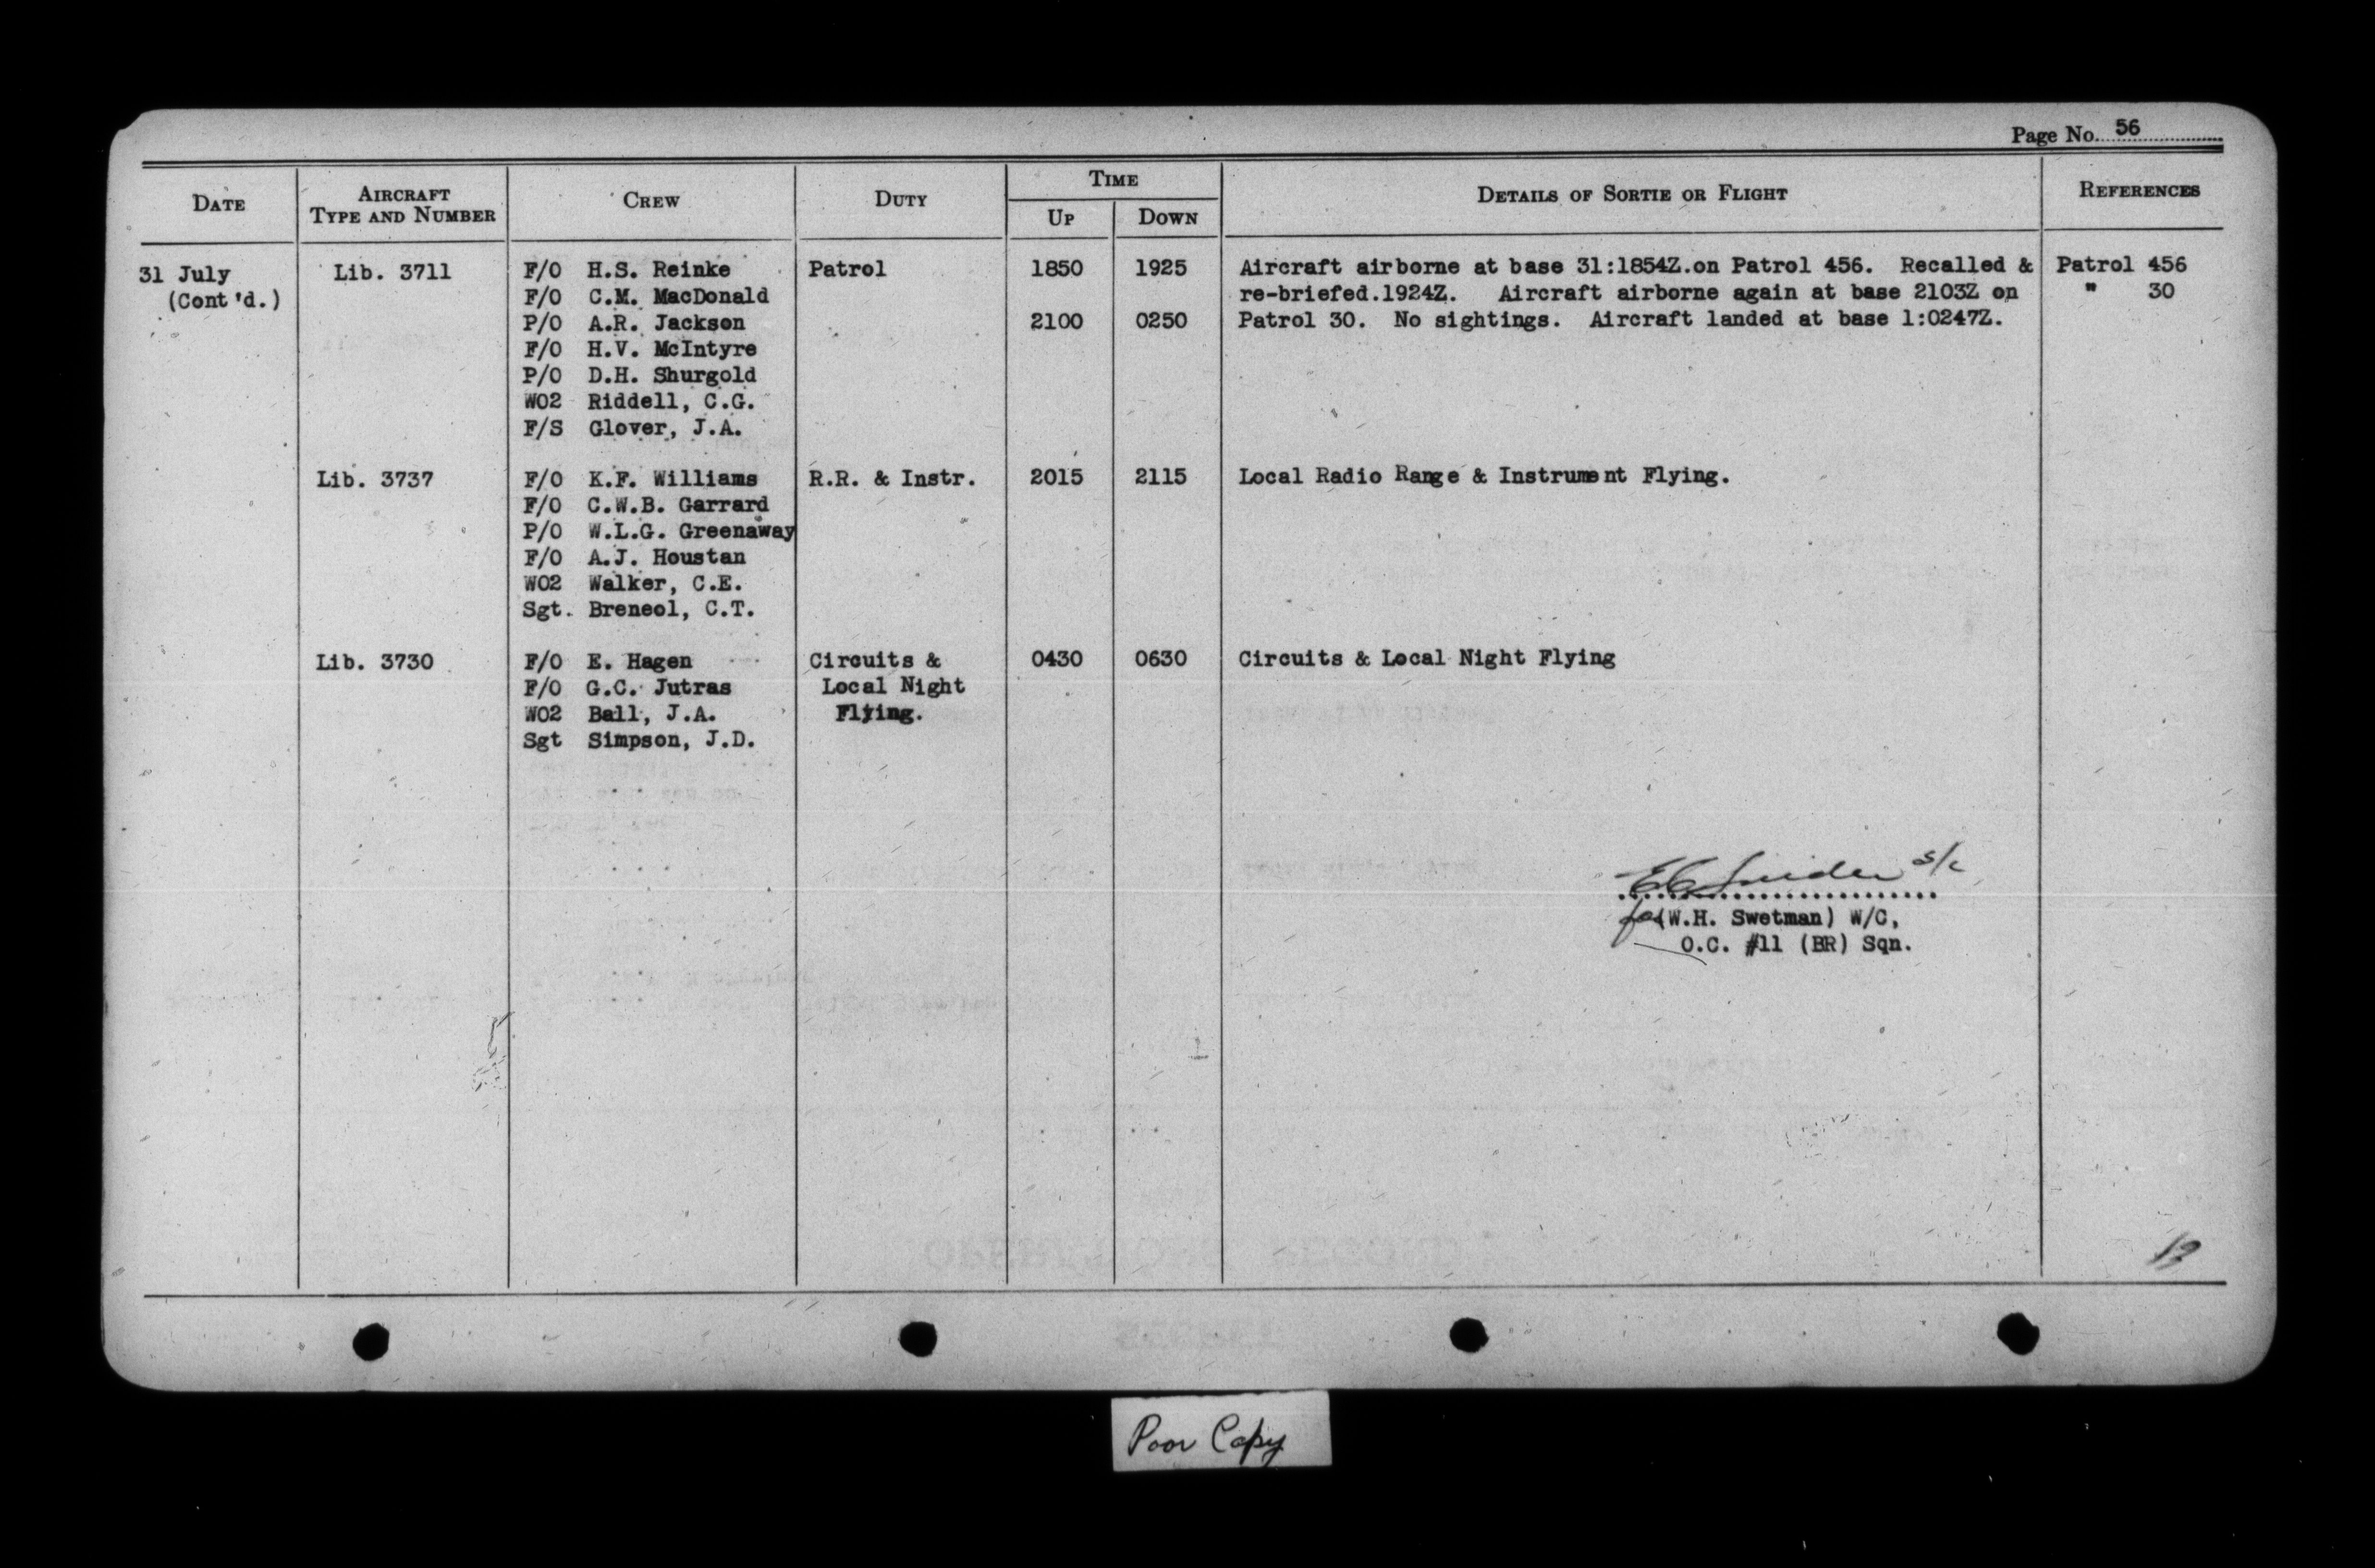 Page No. 56
DATE
AIRCRAFT
TYPE AND NUMBER
CREW
DUTY
TIME
UP
DOWN
DETAILS OF SORTIE OR FLIGHT
REFERENCES
31 July
(Cont'd.)
Lib. 3711
F/O H.S. Reinke
F/O C.M. MacDonald
P/O A.R. Jackson
F/O H.V. McIntyre
P/O D.H. Shurgold
WO2 Riddell, C.G.
F/S Glover, J.A.
Patrol
1850 1925
2100 0250
Aircraft airborne at base 31:1854Z.on Patrol 456. Recalled &
re-briefed.1924Z. Aircraft airborne again at base 2103Z on
Patrol 30. No sightings. Aircraft landed at base 1:0247Z.
Patrol 456
" 30
Lib. 3737
F/O K.F. Williams
F/O C.W.B. Garrard
P/O W.L.G. Greenaway
F/O A.J. Houstan
WO2 Walker, C.E.
Sgt. Breneol, C.T.
R.R. & Instr.
2015 2115
Local Radio Range & Instrument Flying.
Lib. 3730
F/O E. Hagen
F/O G.C. Jutras
WO2 Ball, J.A.
Sgt Simpson, J.D.
Circuits &
Local Night
Flying.
0430 0630
Circuits & Local Night Flying
for (W.H. Swetman) W/C,
O.C. #11 (BR) Sqn.
Poor Copy